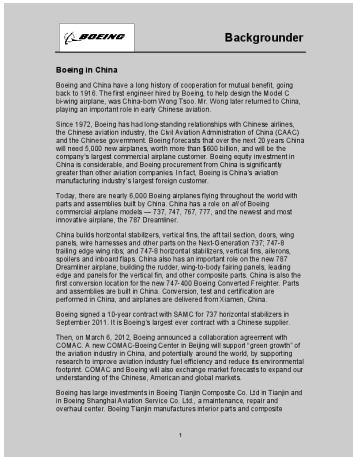 BOEING
Backgrounder
Boeing in China
Boeing and China have a long history of cooperation for mutual benefit, going
back to 1916. The first engineer hired by Boeing, to help design the Model C
bi-wing airplane, was China-born Wong Tsoo. Mr. Wong later returned to China,
playing an important role in early Chinese aviation.
Since 1972, Boeing has had long-standing relationships with Chinese airlines,
the Chinese aviation industry, the Civil Aviation Administration of China (CAAC)
and the Chinese government. Boeing forecasts that over the next 20 years China
will need 5,000 new airplanes, worth more than $600 billion, and will be the
company's largest commercial airplane customer. Boeing equity investment in
China is considerable, and Boeing procurement from China is significantly
greater than other aviation companies. In fact, Boeing is China's aviation
manufacturing industry's largest foreign customer.
Today, there are nearly 6,000 Boeing airplanes flying throughout the world with
parts and assemblies built by China. China has a role on all of Boeing
commercial airplane models — 737, 747, 767, 777, and the newest and most
innovative airplane, the 787 Dreamliner.
China builds horizontal stabilizers, vertical fins, the aft tail section, doors, wing
panels, wire harnesses and other parts on the Next-Generation 737; 747-8
trailing edge wing ribs; and 747-8 horizontal stabilizers, vertical fins, ailerons,
spoilers and inboard flaps. China also has an important role on the new 787
Dreamliner airplane, building the rudder, wing-to-body fairing panels, leading
edge and panels for the vertical fin, and other composite parts. China is also the
first conversion location for the new 747-400 Boeing Converted Freighter. Parts
and assemblies are built in China. Conversion, test and certification are
performed in China, and airplanes are delivered from Xiamen, China.
Boeing signed a 10-year contract with SAMC for 737 horizontal stabilizers in
September 2011. It is Boeing's largest ever contract with a Chinese supplier.
Then, on March 6, 2012, Boeing announced a collaboration agreement with
COMAC. A new COMAC-Boeing Center in Beijing will support "green growth" of
the aviation industry in China, and potentially around the world, by supporting
research to improve aviation industry fuel efficiency and reduce its environmental
footprint. COMAC and Boeing will also exchange market forecasts to expand our
understanding of the Chinese, American and global markets.
Boeing has large investments in Boeing Tianjin Composite Co. Ltd in Tianjin and
in Boeing Shanghai Aviation Service Co. Ltd., a maintenance, repair and
overhaul center. Boeing Tianjin manufactures interior parts and composite
1